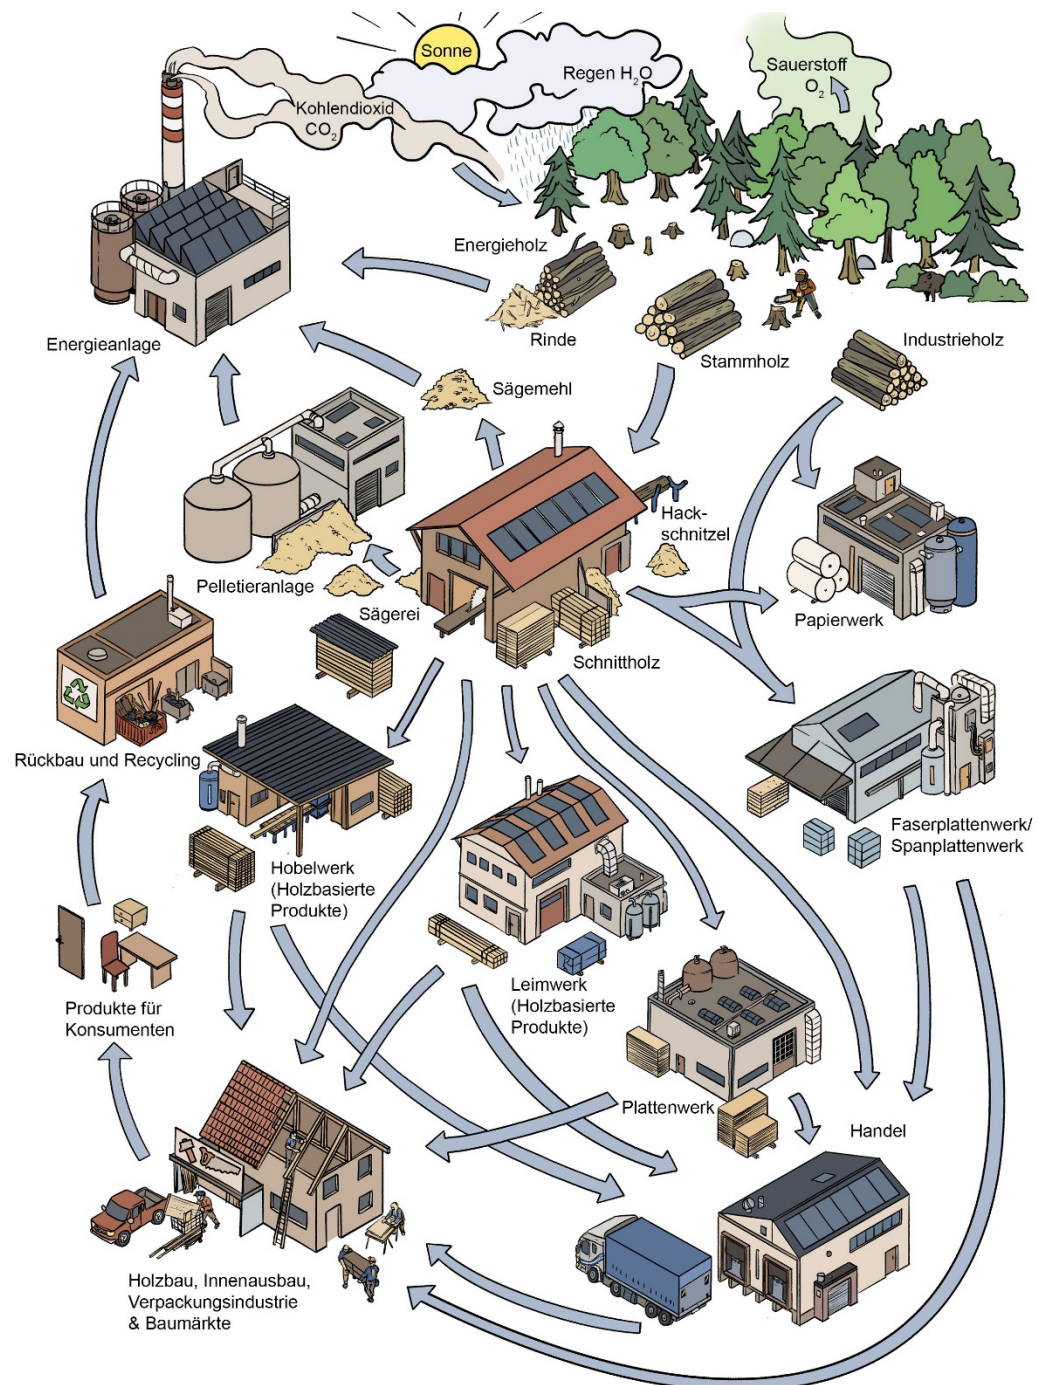 Sonne
Regen H₂O
Sauerstoff
O₂
Kohlendioxid
CO₂
Energieholz
Rinde
Stammholz
Industrieholz
Energieanlage
Sägemehl
Hack-
schnitzel
Pelletieranlage
Sägerei
Papierwerk
Schnittholz
Rückbau und Recycling
Faserplattenwerk/
Spanplattenwerk
Hobelwerk
(Holzbasierte
Produkte)
Leimwerk
(Holzbasierte
Produkte)
Produkte für
Konsumenten
Plattenwerk
Handel
Holzbau, Innenausbau,
Verpackungsindustrie
& Baumärkte